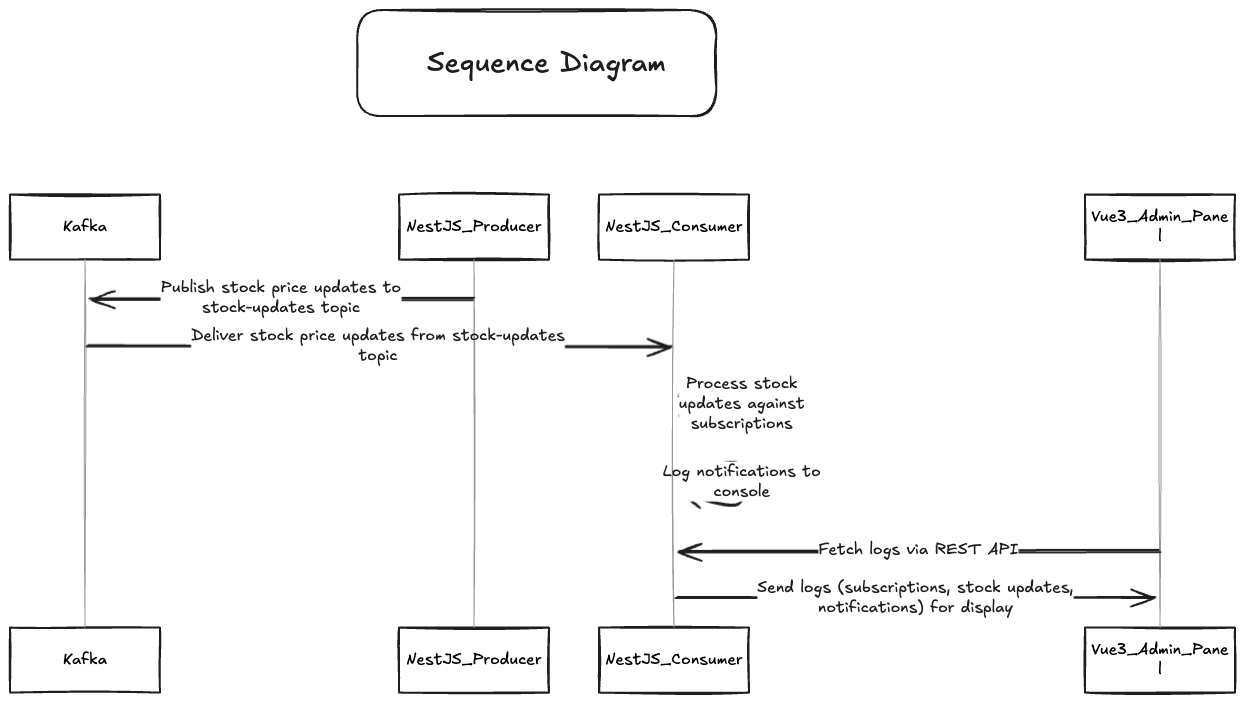 Sequence Diagram
Kafka
NestJS_Producer
NestJS_Consumer
Vue3_Admin_Pane
l
Publish stock price updates to
stock-updates topic
Deliver stock price updates from stock-updates
topic
Process stock
updates against
subscriptions
Log notifications to
console
Fetch logs via REST API
Send logs (subscriptions, stock updates,
notifications) for display
Kafka
NestJS_Producer
NestJS_Consumer
Vue3_Admin_Pane
l